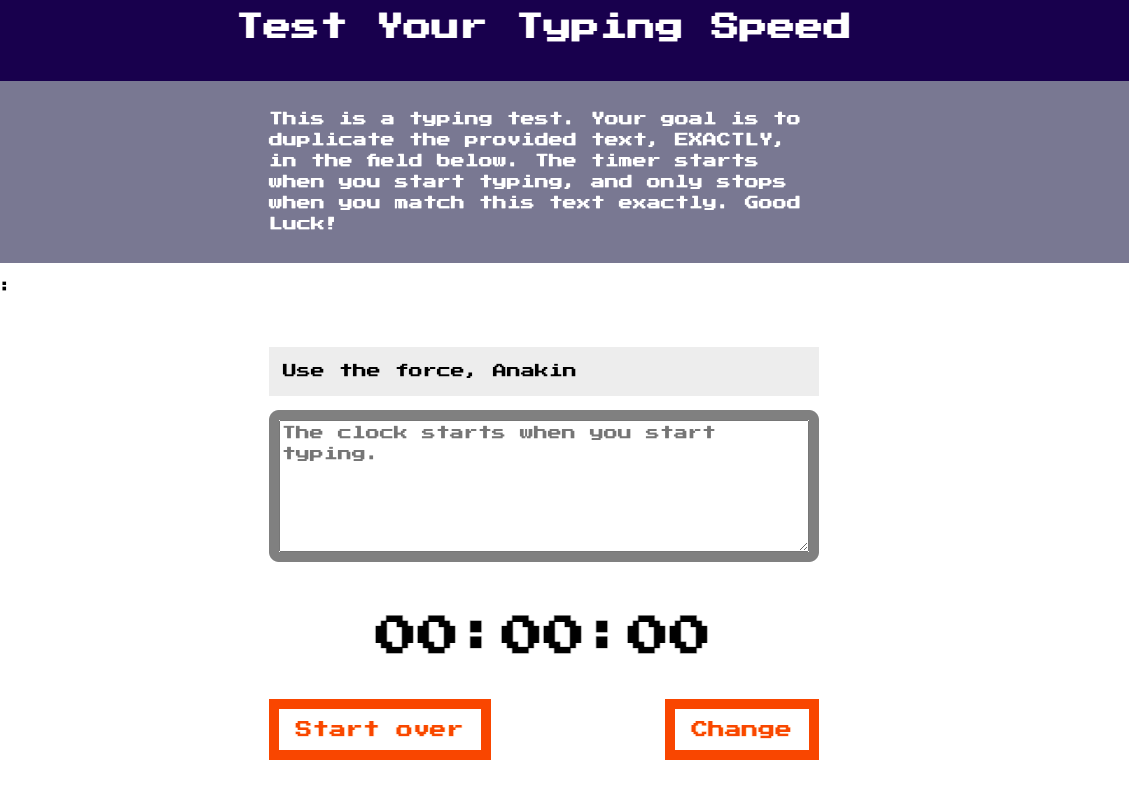 Test Your Typing Speed
This is a typing test. Your goal is to
duplicate the provided text, EXACTLY,
in the field below. The timer starts
when you start typing, and only stops
when you match this text exactly. Good
Luck!
:
Use the force, Anakin
The clock starts when you start
typing.
00:00:00
Start over
Change